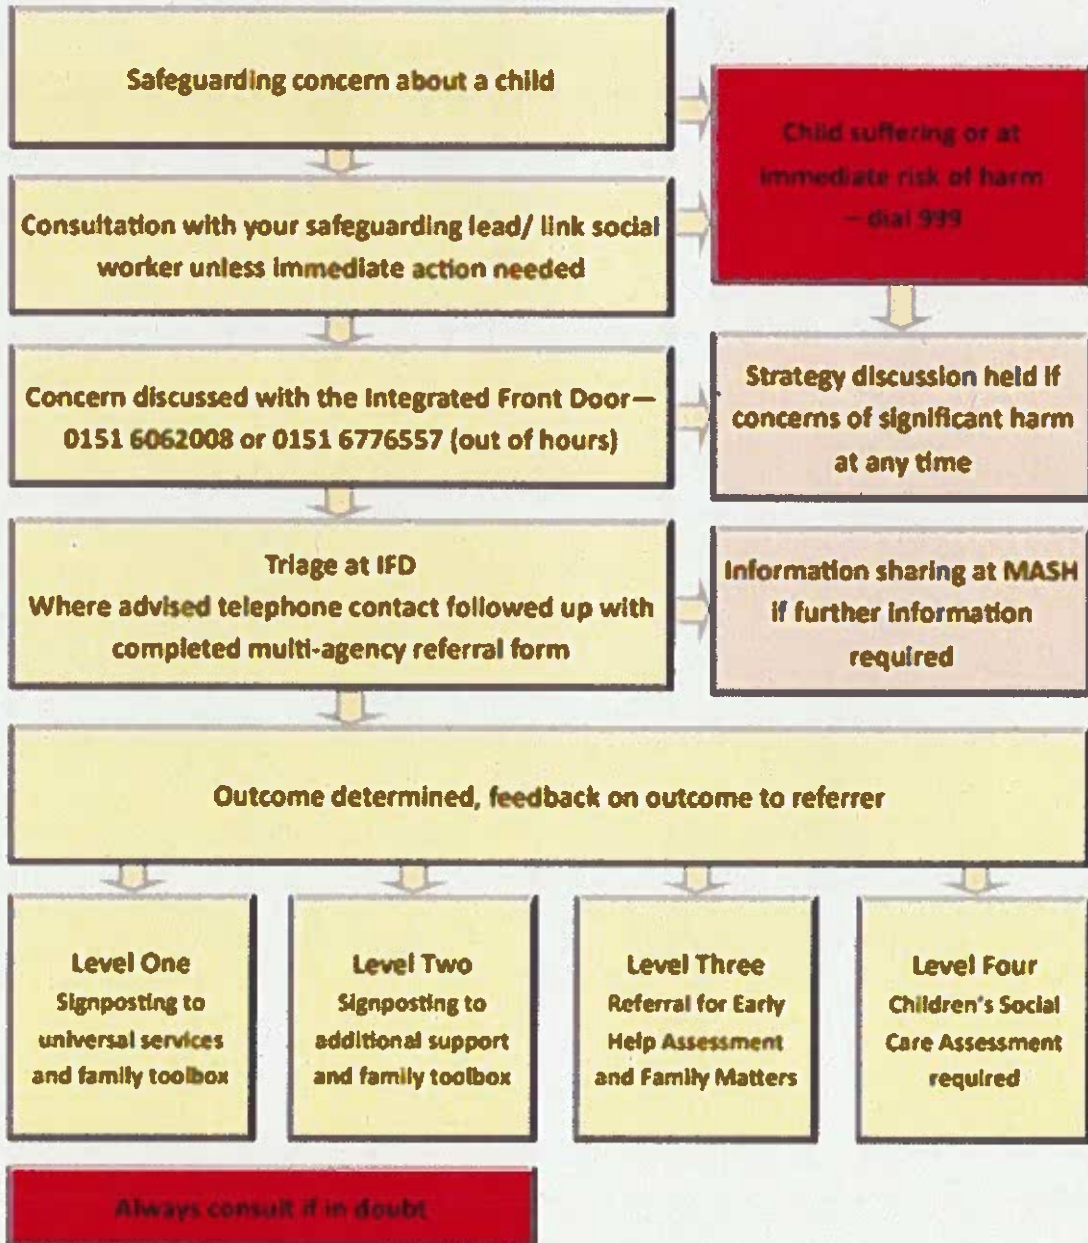 Safeguarding concern about a child
Child suffering or at
immediate risk of harm
– dial 999
Consultation with your safeguarding lead/ link social
worker unless immediate action needed
Concern discussed with the Integrated Front Door—
0151 6062008 or 0151 6776557 (out of hours)
Strategy discussion held if
concerns of significant harm
at any time
Triage at IFD
Where advised telephone contact followed up with
completed multi-agency referral form
Information sharing at MASH
if further information
required
Outcome determined, feedback on outcome to referrer
Level One
Signposting to
universal services
and family toolbox
Level Two
Signposting to
additional support
and family toolbox
Level Three
Referral for Early
Help Assessment
and Family Matters
Level Four
Children's Social
Care Assessment
required
Always consult if in doubt